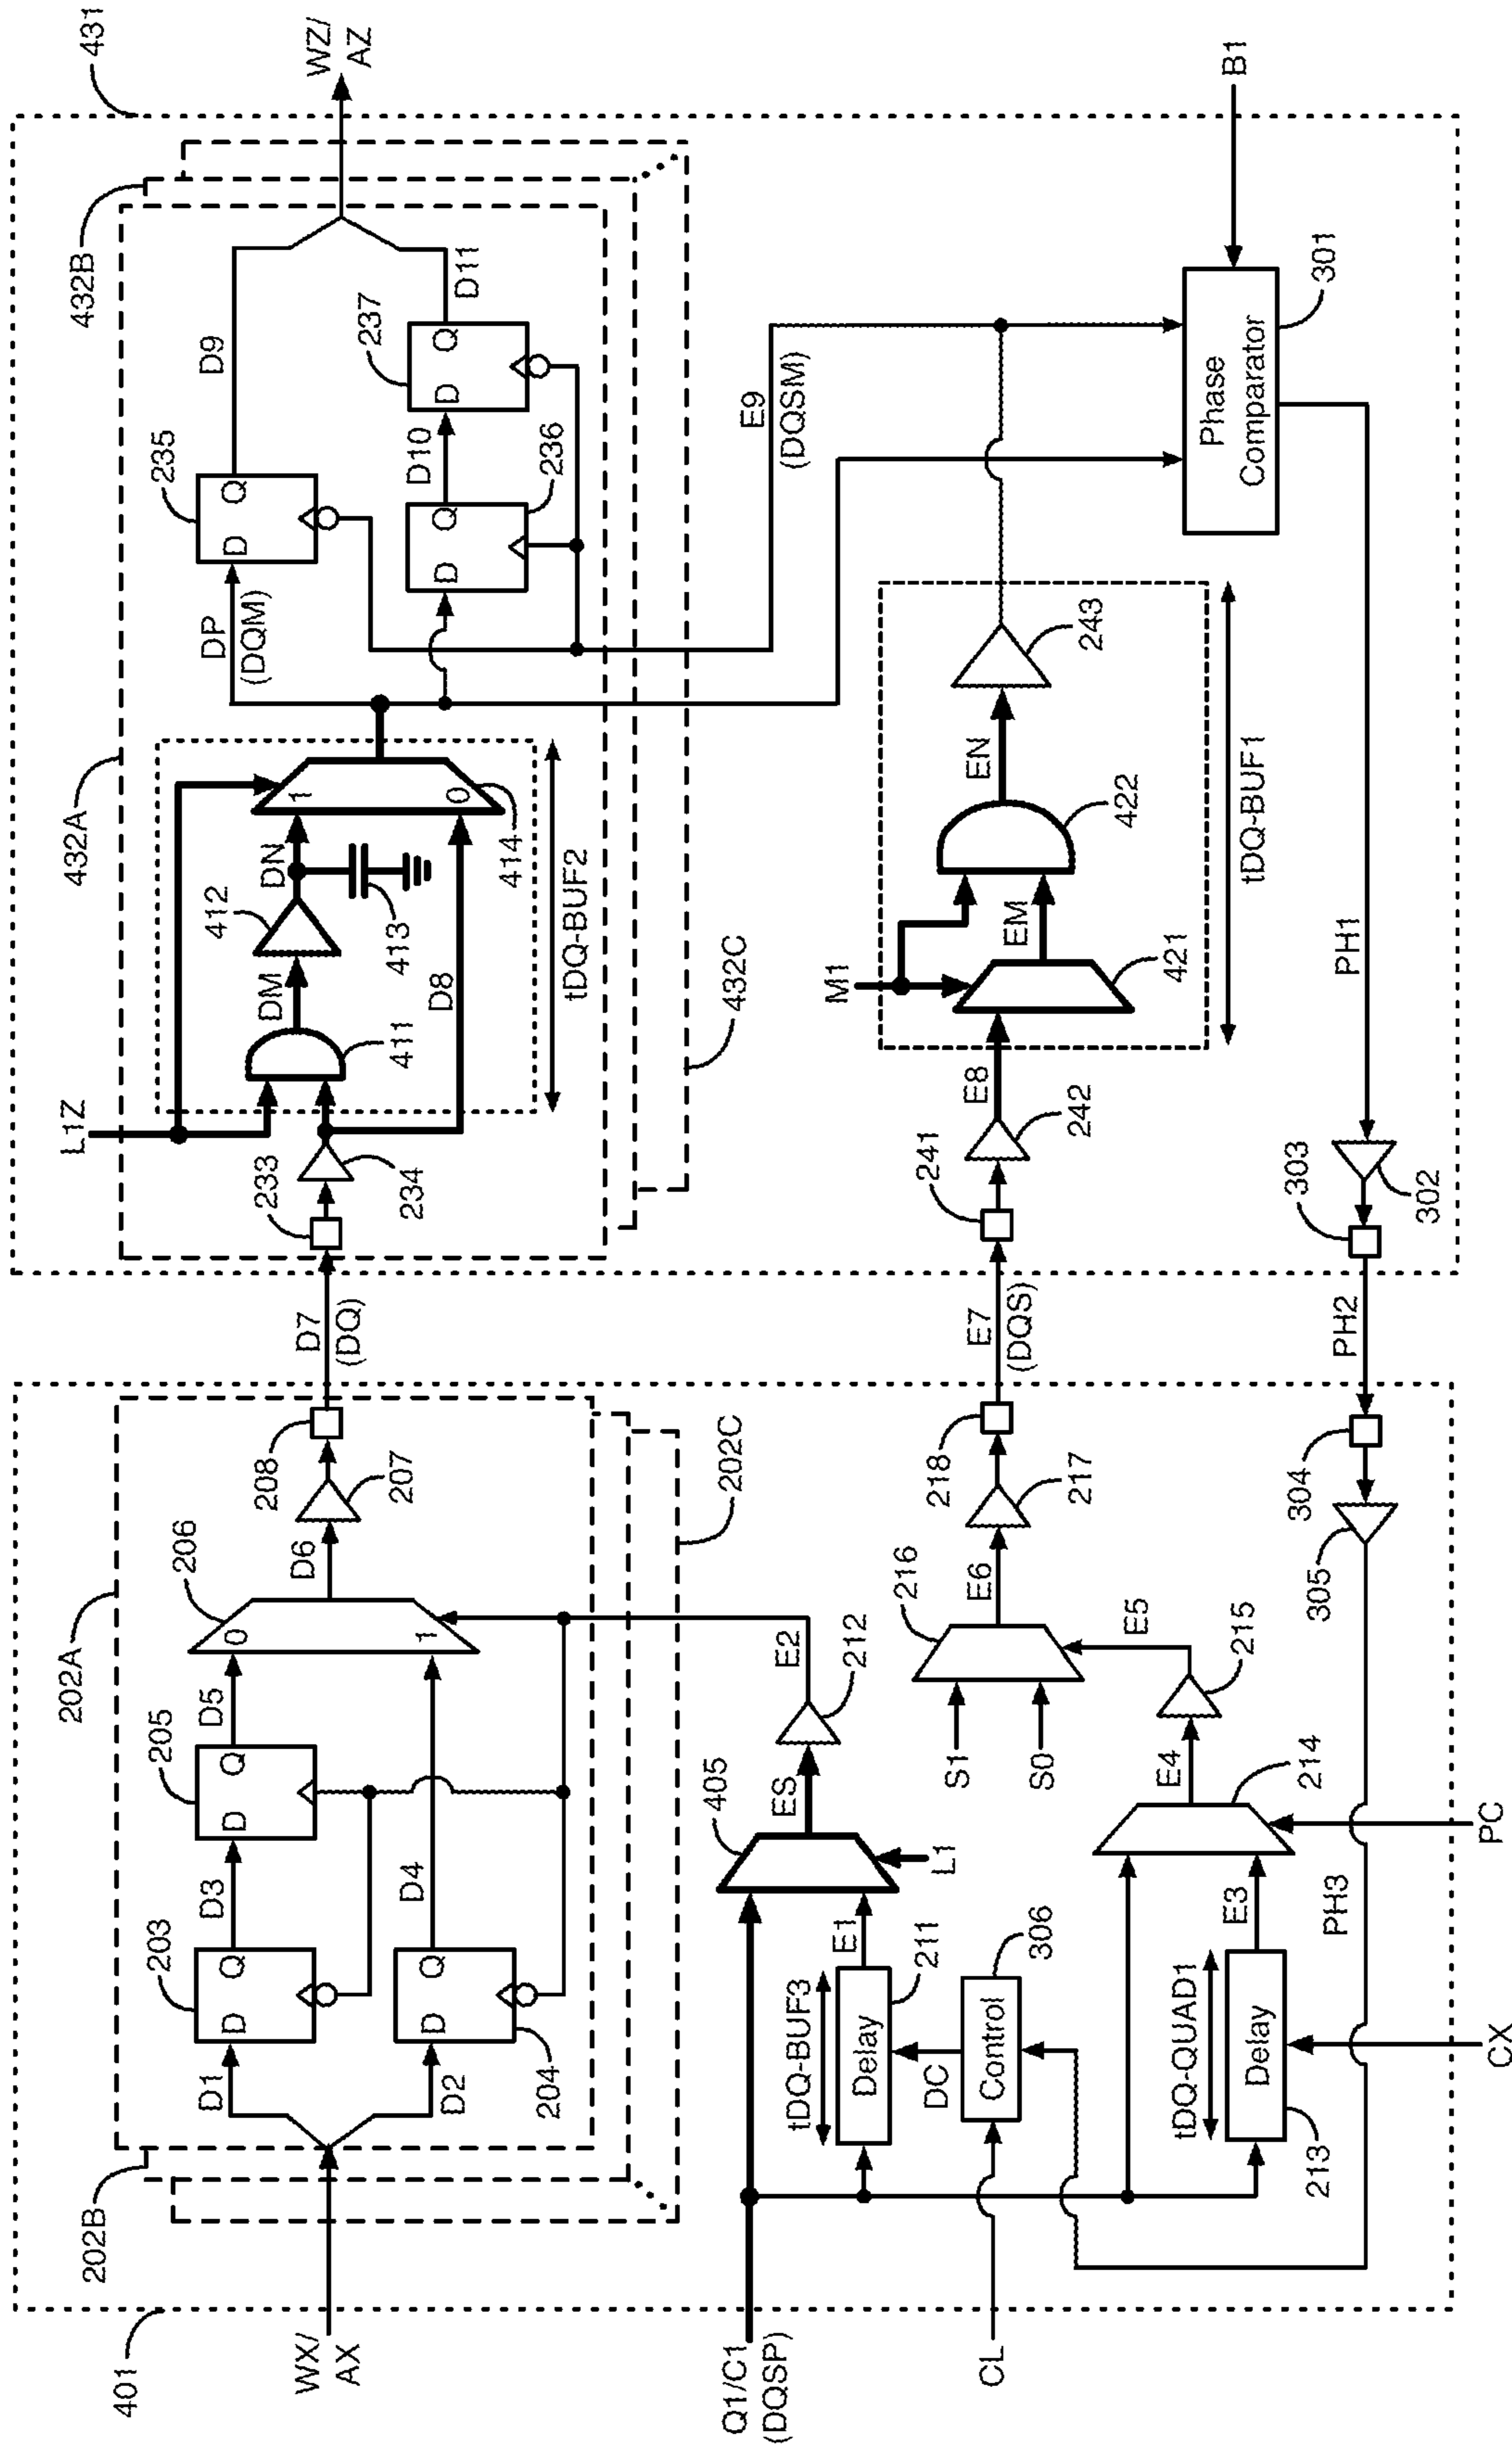 401
202B
202A
WX/
AX
D1
D2
203
D
Q
204
D
Q
D3
D4
205
D
Q
D5
206
0
1
D6
207
208
202C
D7
(DQ)
Q1/C1
(DQSP)
405
L1
ES
E1
E2
212
tDQ-BUF3
Delay
211
DC
Control
306
CL
tDQ-QUAD1
Delay
213
CX
E3
PH3
214
PC
E4
215
E5
S1
S0
216
E6
217
218
E7
(DQS)
305
304
PH2
303
302
PH1
431
432A
432B
432C
L1Z
233
234
411
DM
412
DN
413
D8
1
0
414
tDQ-BUF2
DP
(DQM)
235
D
Q
D9
236
D
Q
D10
237
D
Q
D11
WZ/
AZ
E9
(DQSM)
241
242
E8
M1
421
EM
422
EN
243
tDQ-BUF1
Phase
Comparator
301
B1